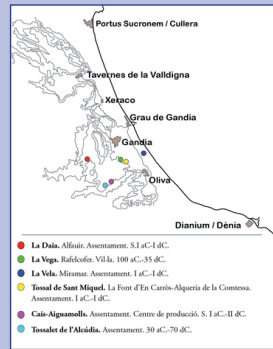 Portus Sucronem / Cullera
Tavernes de la Valldigna
Xeraco
Grau de Gandia
Gandia
Oliva
Dianium / Dènia
La Daia. Alfauir. Assentament. S.I aC-I dC.
La Vega. Rafelcofer. Vil·la. 100 aC.-35 dC.
La Vela. Miramar. Assentament. I aC.-I dC.
Tossal de Sant Miquel. La Font d'En Carròs-Alqueria de la Comtessa.
Assentament. I aC.-I dC.
Cais-Aiguamolls. Assentament. Centre de producció. S. I aC.-II dC.
Tossalet de l'Alcúdia. Assentament. 30 aC.-70 dC.